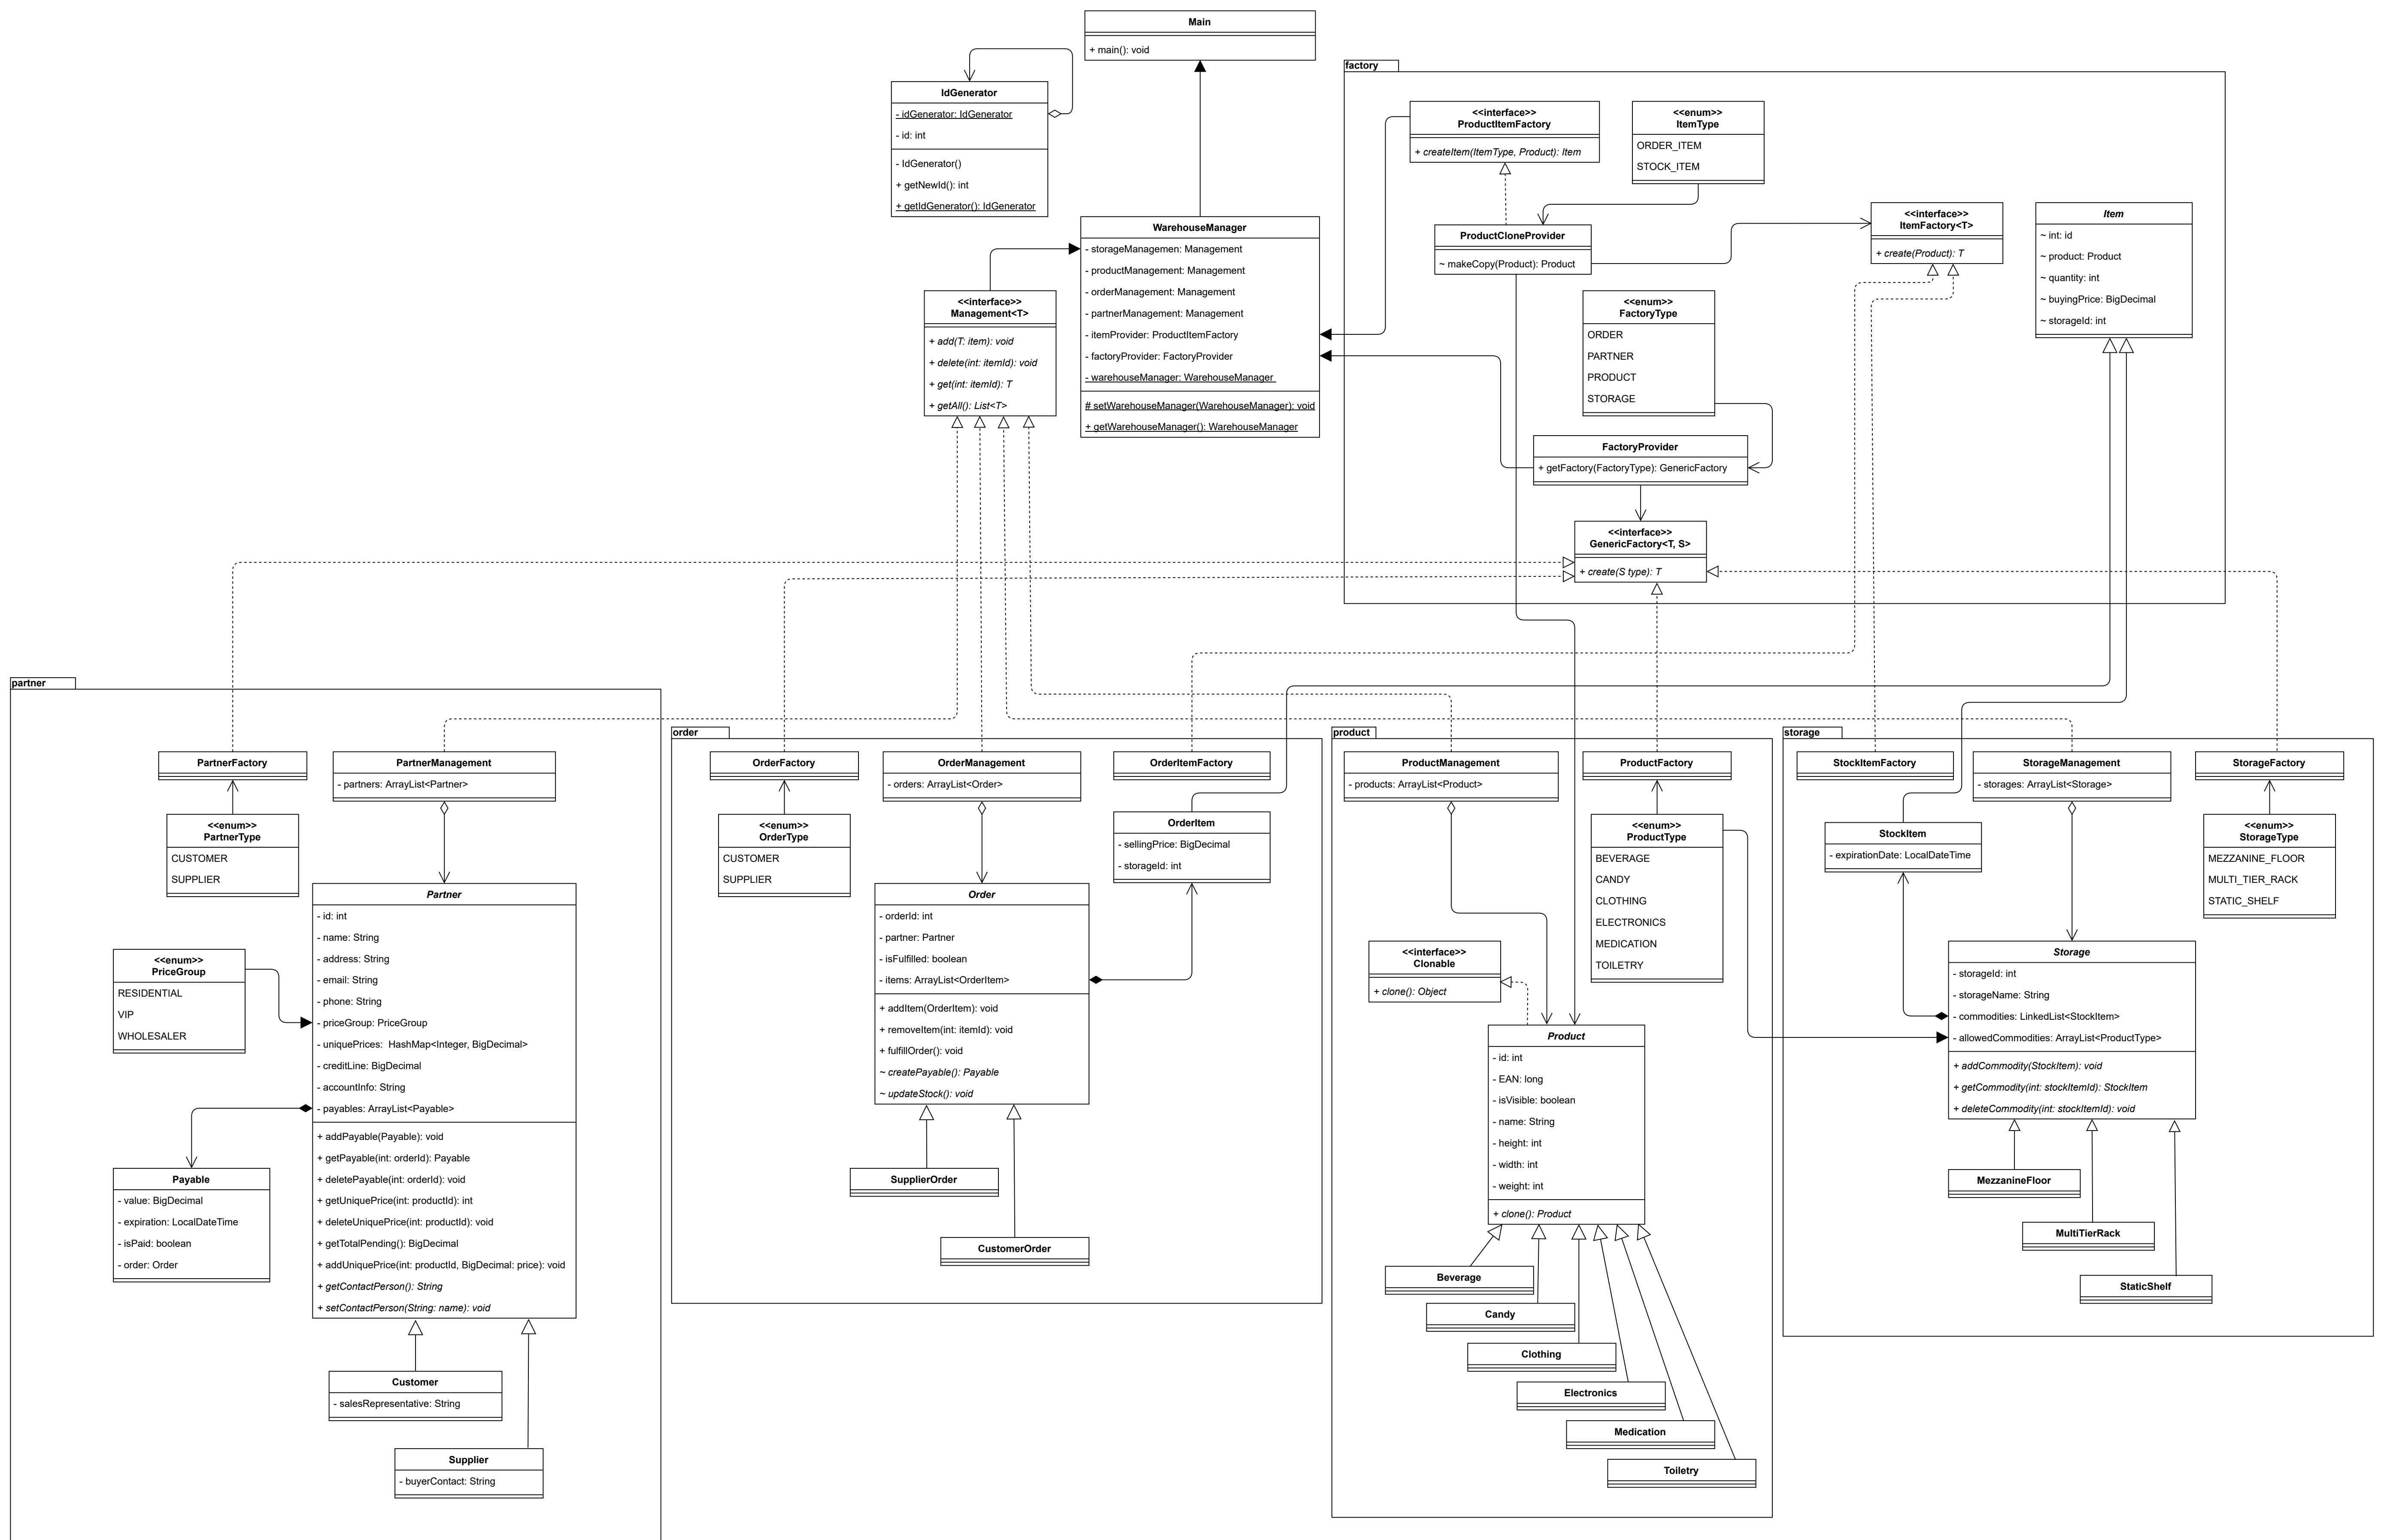 Main
+ main(): void
IdGenerator
- idGenerator: IdGenerator
- id: int
- IdGenerator()
+ getNewId(): int
+ getIdGenerator(): IdGenerator
WarehouseManager
- storageManagemen: Management
- productManagement: Management
- orderManagement: Management
- partnerManagement: Management
- itemProvider: ProductItemFactory
- factoryProvider: FactoryProvider
- warehouseManager: WarehouseManager
# setWarehouseManager(WarehouseManager): void
+ getWarehouseManager(): WarehouseManager
<<interface>>
Management<T>
+ add(T: item): void
+ delete(int: itemId): void
+ get(int: itemId): T
+ getAll(): List<T>
factory
<<interface>>
ProductItemFactory
+ createItem(ItemType, Product): Item
<<enum>>
ItemType
ORDER_ITEM
STOCK_ITEM
ProductCloneProvider
~ makeCopy(Product): Product
<<interface>>
ItemFactory<T>
+ create(Product): T
Item
~ int: id
~ product: Product
~ quantity: int
~ buyingPrice: BigDecimal
~ storageId: int
<<enum>>
FactoryType
ORDER
PARTNER
PRODUCT
STORAGE
FactoryProvider
+ getFactory(FactoryType): GenericFactory
<<interface>>
GenericFactory<T, S>
+ create(S type): T
partner
PartnerFactory
PartnerManagement
- partners: ArrayList<Partner>
<<enum>>
PartnerType
CUSTOMER
SUPPLIER
Partner
- id: int
- name: String
- address: String
- email: String
- phone: String
- priceGroup: PriceGroup
- uniquePrices:  HashMap<Integer, BigDecimal>
- creditLine: BigDecimal
- accountInfo: String
- payables: ArrayList<Payable>
+ addPayable(Payable): void
+ getPayable(int: orderId): Payable
+ deletePayable(int: orderId): void
+ getUniquePrice(int: productId): int
+ deleteUniquePrice(int: productId): void
+ getTotalPending(): BigDecimal
+ addUniquePrice(int: productId, BigDecimal: price): void
+ getContactPerson(): String
+ setContactPerson(String: name): void
<<enum>>
PriceGroup
RESIDENTIAL
VIP
WHOLESALER
Payable
- value: BigDecimal
- expiration: LocalDateTime
- isPaid: boolean
- order: Order
Customer
- salesRepresentative: String
Supplier
- buyerContact: String
order
OrderFactory
OrderManagement
- orders: ArrayList<Order>
OrderItemFactory
<<enum>>
OrderType
CUSTOMER
SUPPLIER
OrderItem
- sellingPrice: BigDecimal
- storageId: int
Order
- orderId: int
- partner: Partner
- isFulfilled: boolean
- items: ArrayList<OrderItem>
+ addItem(OrderItem): void
+ removeItem(int: itemId): void
+ fulfillOrder(): void
~ createPayable(): Payable
~ updateStock(): void
SupplierOrder
CustomerOrder
product
ProductManagement
- products: ArrayList<Product>
ProductFactory
<<enum>>
ProductType
BEVERAGE
CANDY
CLOTHING
ELECTRONICS
MEDICATION
TOILETRY
<<interface>>
Clonable
+ clone(): Object
Product
- id: int
- EAN: long
- isVisible: boolean
- name: String
- height: int
- width: int
- weight: int
+ clone(): Product
Beverage
Candy
Clothing
Electronics
Medication
Toiletry
storage
StockItemFactory
StorageManagement
- storages: ArrayList<Storage>
StorageFactory
StockItem
- expirationDate: LocalDateTime
<<enum>>
StorageType
MEZZANINE_FLOOR
MULTI_TIER_RACK
STATIC_SHELF
Storage
- storageId: int
- storageName: String
- commodities: LinkedList<StockItem>
- allowedCommodities: ArrayList<ProductType>
+ addCommodity(StockItem): void
+ getCommodity(int: stockItemId): StockItem
+ deleteCommodity(int: stockItemId): void
MezzanineFloor
MultiTierRack
StaticShelf